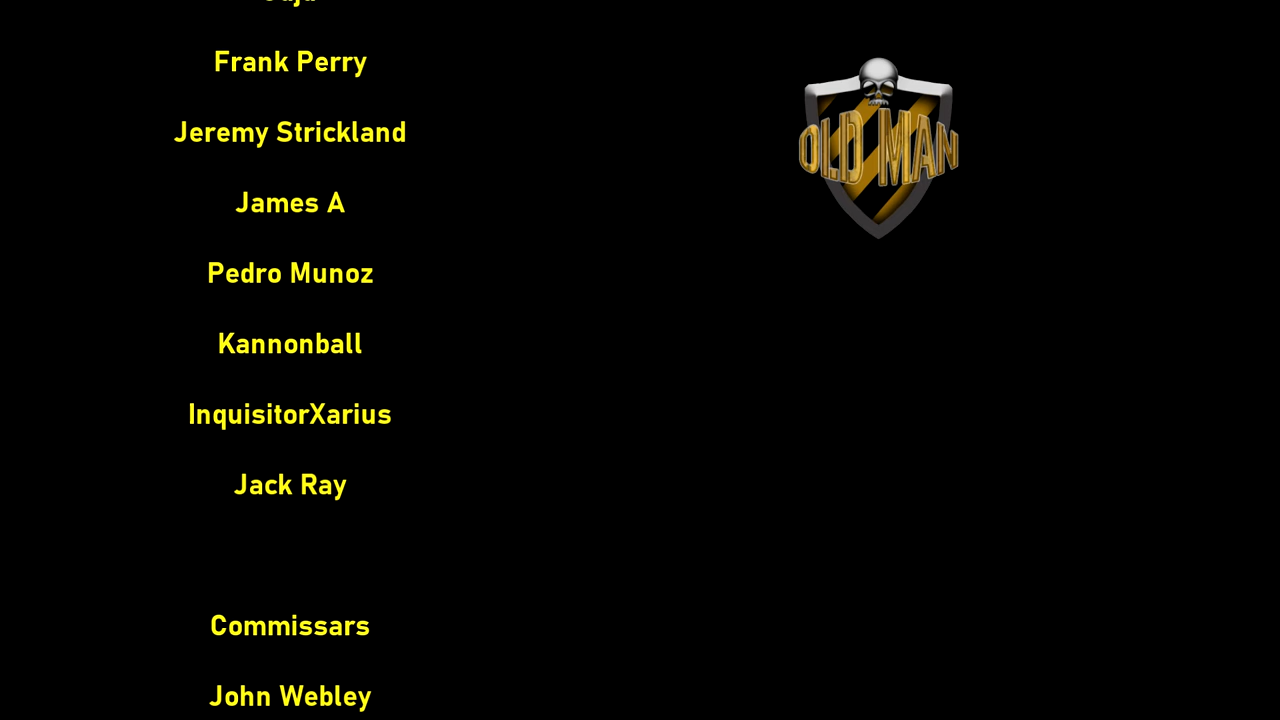 Frank Perry
Jeremy Strickland
James A
Pedro Munoz
Kannonball
InquisitorXarius
Jack Ray
Commissars
John Webley
OLD MAN